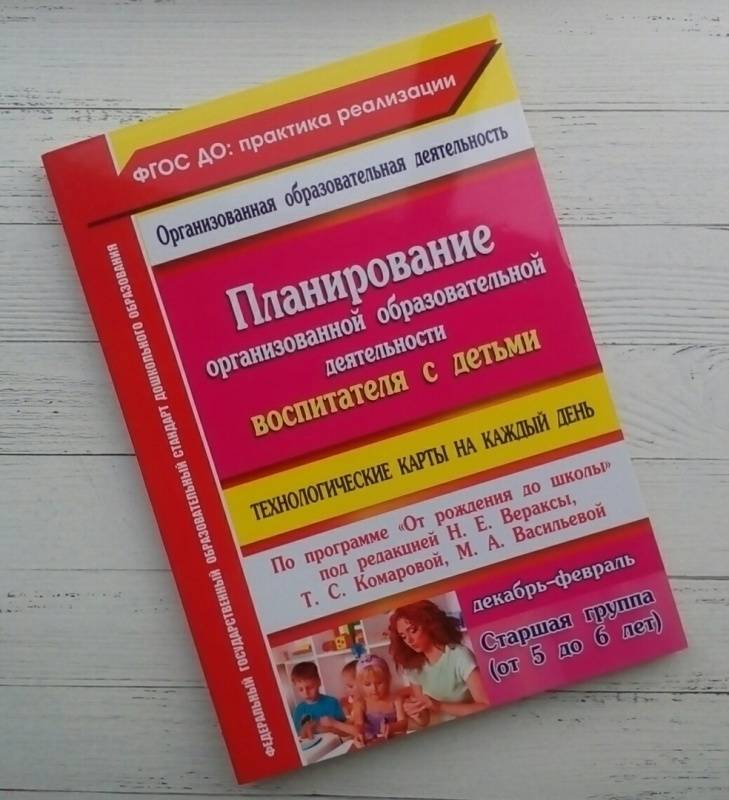 ФГОС ДО: практика реализации
Организованная образовательная деятельность
Планирование
организованной образовательной
деятельности
воспитателя с детьми
ТЕХНОЛОГИЧЕСКИЕ КАРТЫ НА КАЖДЫЙ ДЕНЬ
По программе «От рождения до школы»
под редакцией Н. Е. Вераксы,
Т. С. Комаровой, М. А. Васильевой
декабрь–февраль
Старшая группа
(от 5 до 6 лет)
ФЕДЕРАЛЬНЫЙ ГОСУДАРСТВЕННЫЙ ОБРАЗОВАТЕЛЬНЫЙ СТАНДАРТ ДОШКОЛЬНОГО ОБРАЗОВАНИЯ